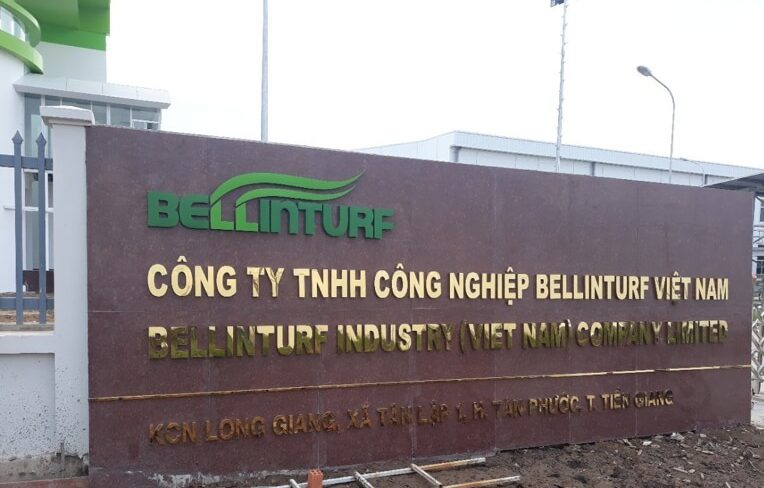 BELLINTURF
CÔNG TY TNHH CÔNG NGHIỆP BELLINTURF VIỆT NAM
BELLINTURF INDUSTRY (VIET NAM) COMPANY LIMITED
KCN, LONG GIANG, XÃ TÂN LẬP 1, H. TÂN PHƯỚC, T. TIỀN GIANG